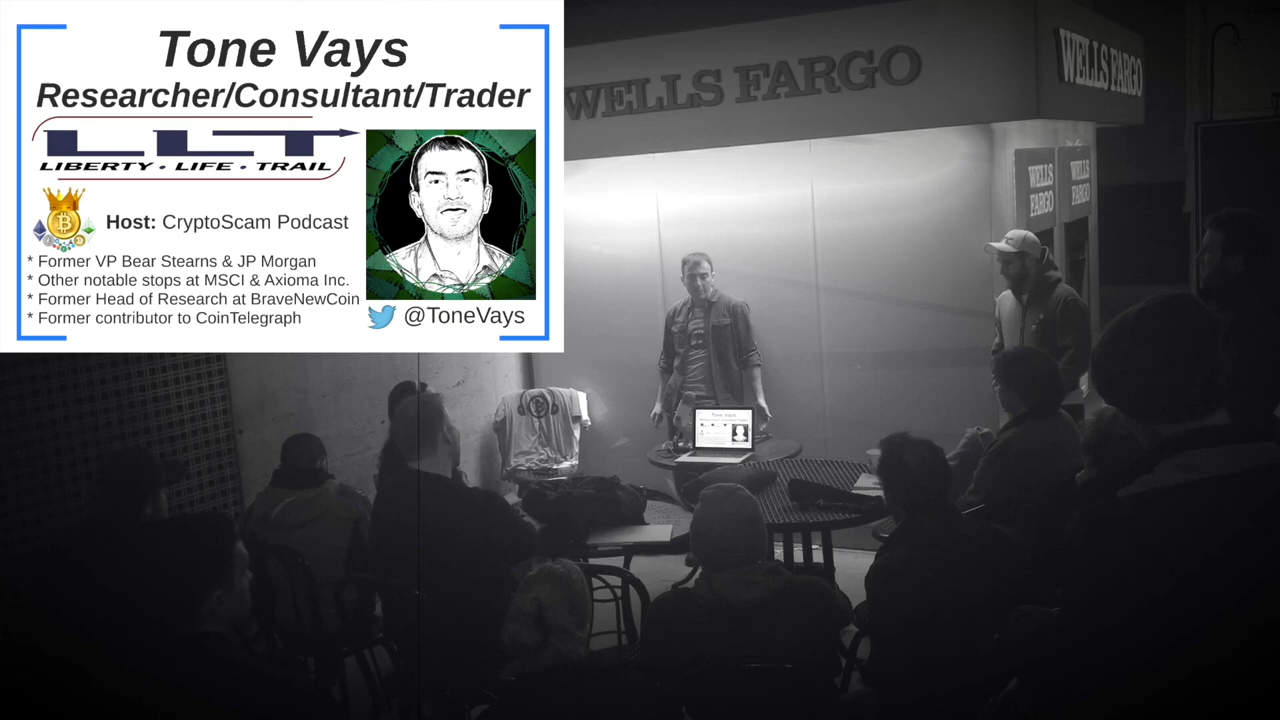 Tone Vays
Researcher/Consultant/Trader
LLT
LIBERTY • LIFE • TRAIL
Host: CryptoScam Podcast
* Former VP Bear Stearns & JP Morgan
* Other notable stops at MSCI & Axioma Inc.
* Former Head of Research at BraveNewCoin
* Former contributor to CoinTelegraph
@ToneVays
WELLS FARGO
WELLS FARGO
WELLS
FARGO
WELLS
FARGO
Tone Vays